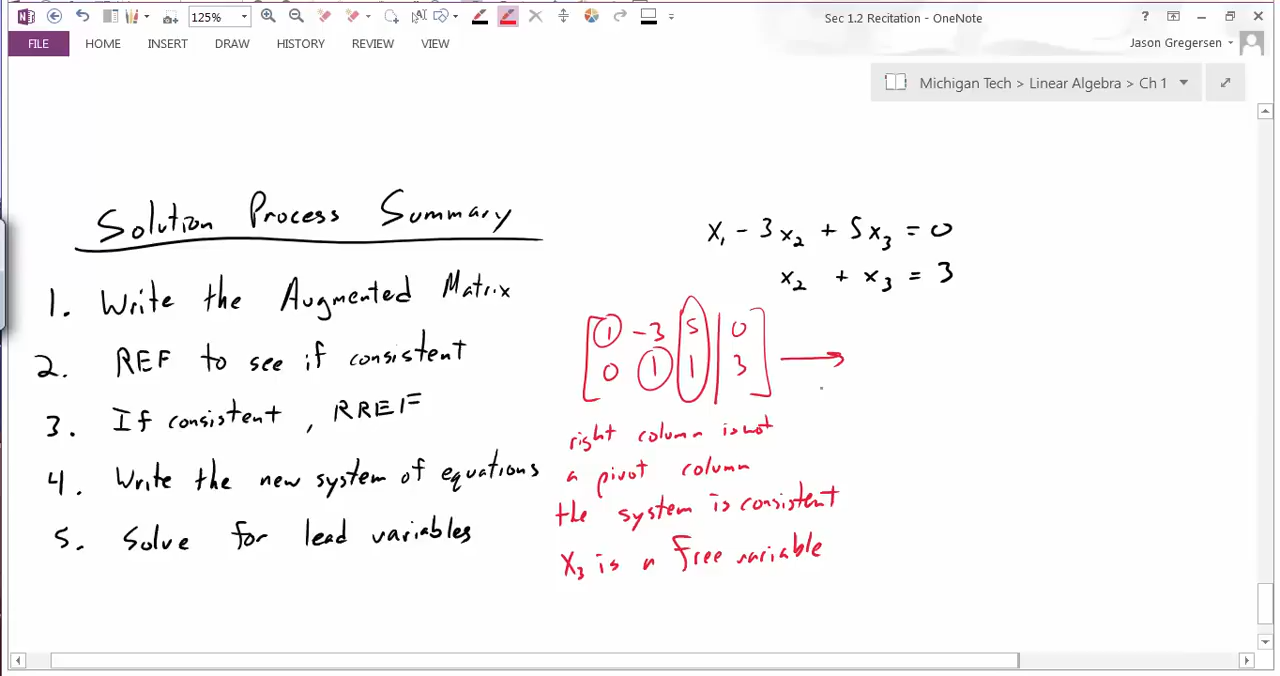 125%
Sec 1.2 Recitation - OneNote
FILE HOME INSERT DRAW HISTORY REVIEW VIEW
Jason Gregersen
Michigan Tech > Linear Algebra > Ch 1
Solution Process Summary
1. Write the Augmented Matrix
2. REF to see if consistent
3. If consistent, RREF
4. Write the new system of equations
5. Solve for lead variables
x₁ - 3x₂ + 5x₃ = 0
x₂ + x₃ = 3
[1 -3 5 | 0]
[0 1 1 | 3] →
right column is not
a pivot column
the system is consistent
x₃ is a free variable